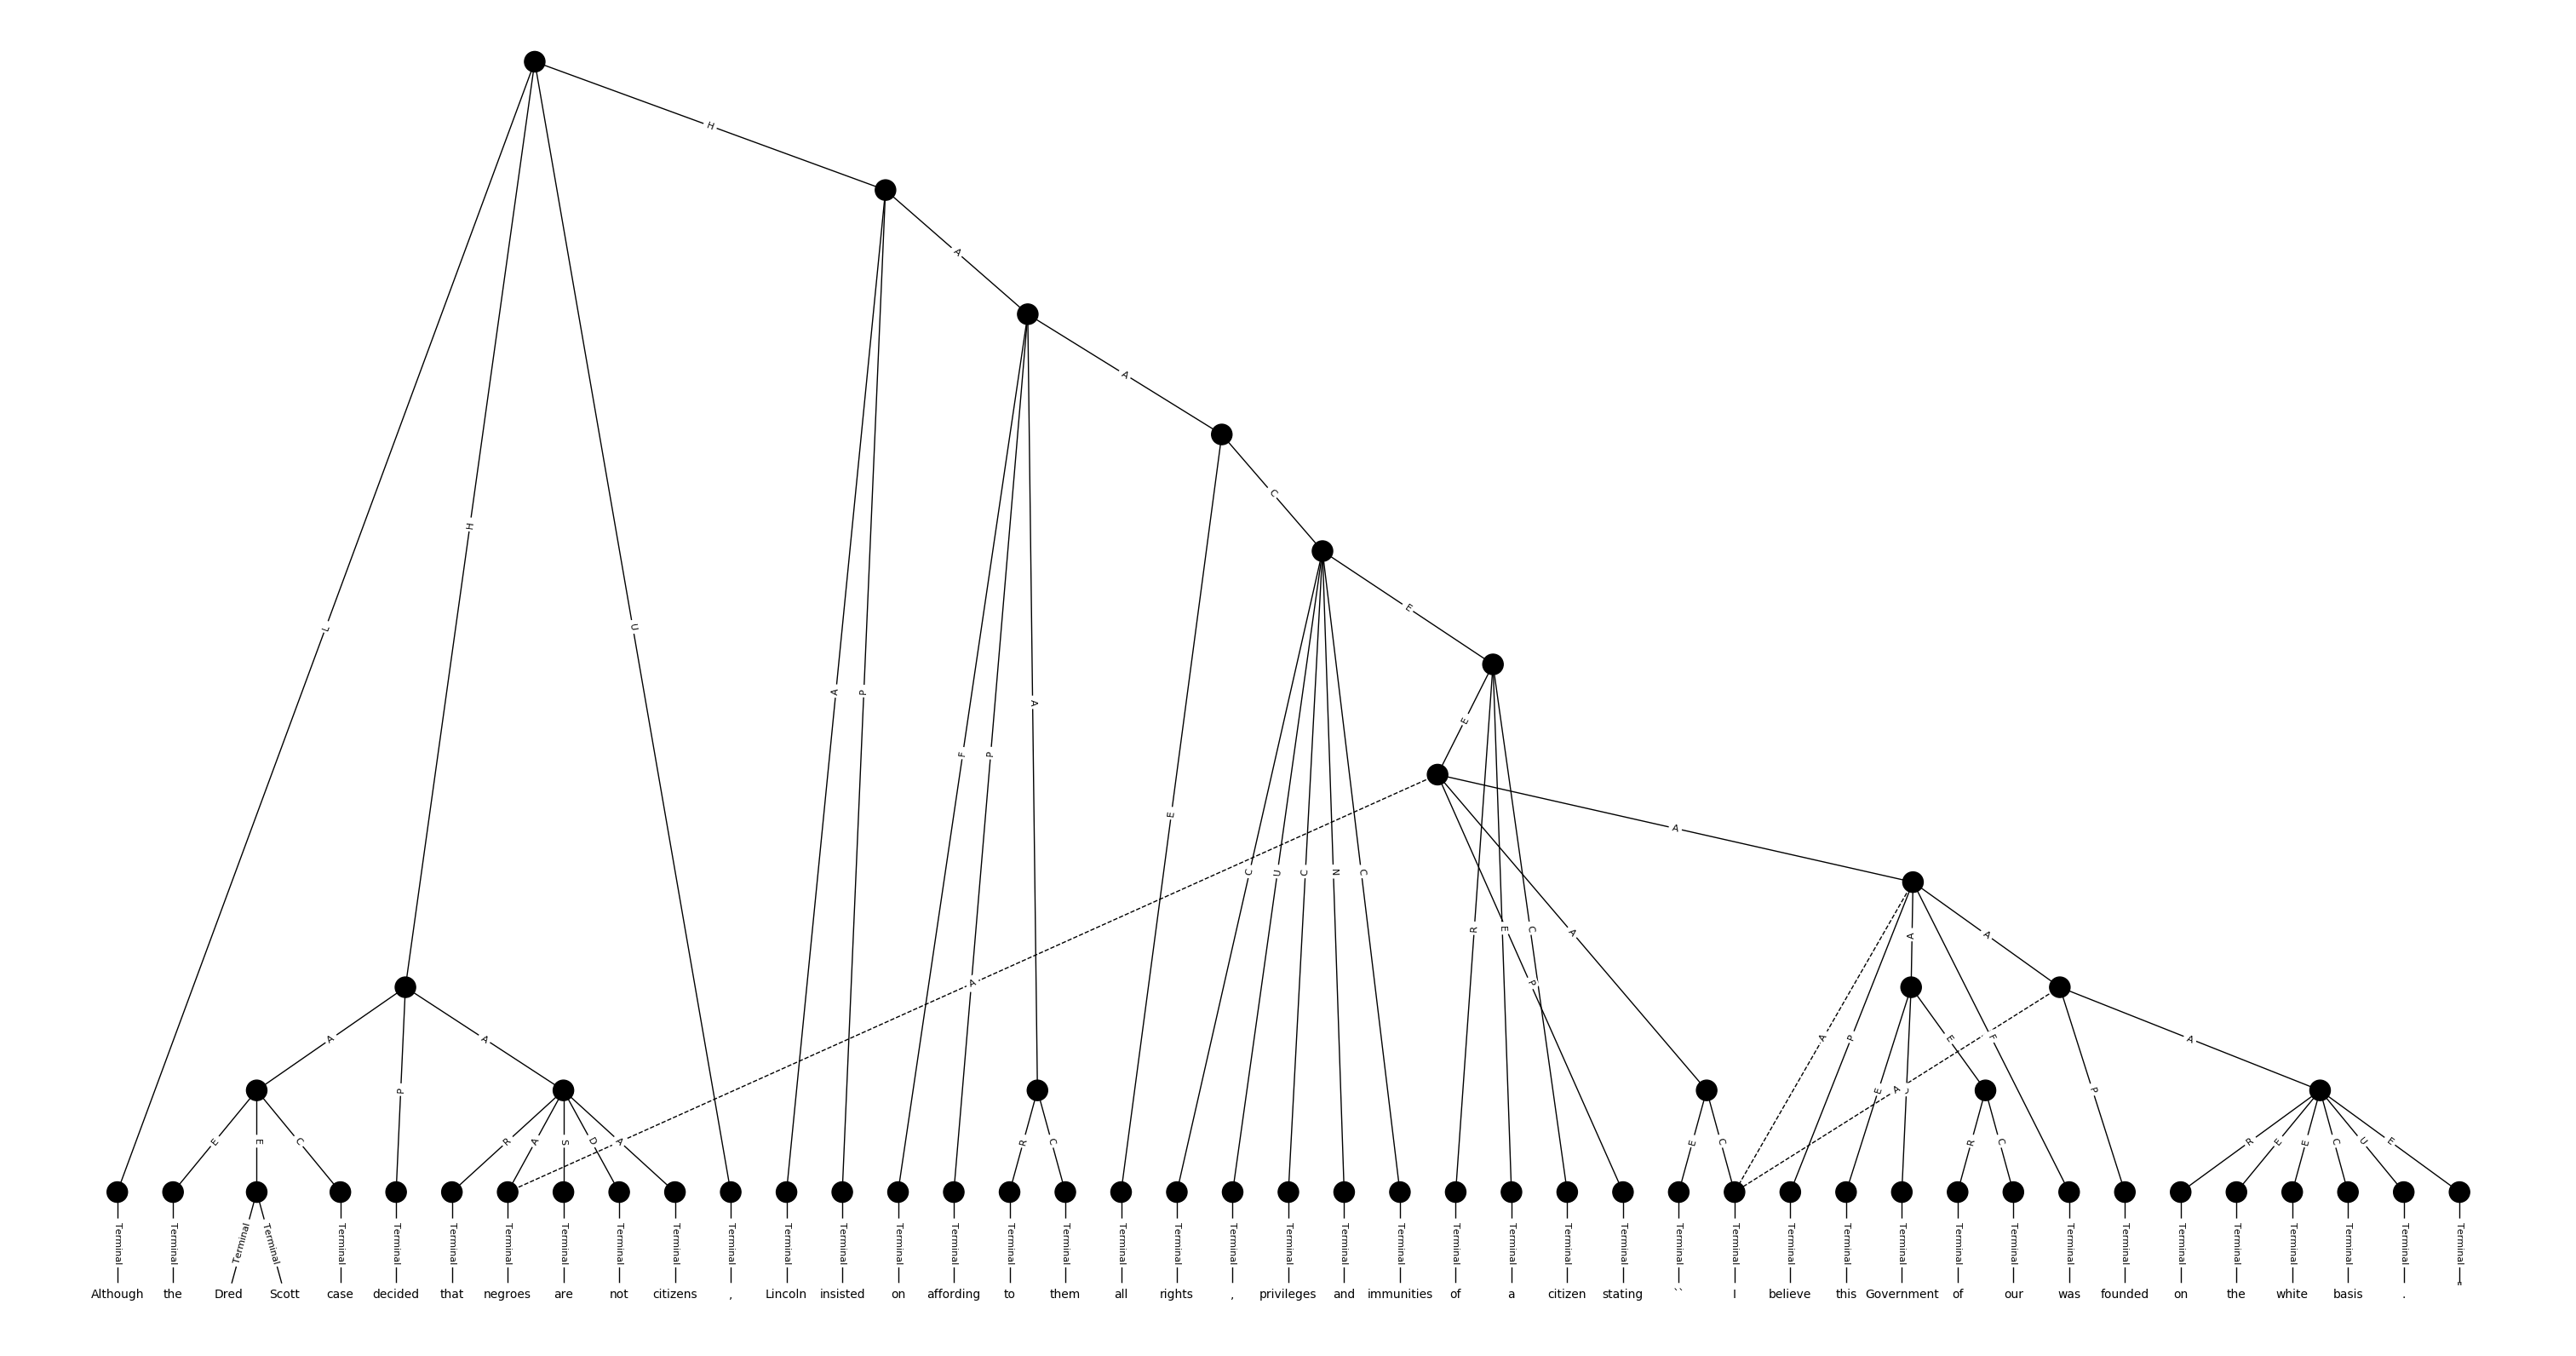 H
A
A
C
H
E
L
U
E
A
P
A
F
P
A
E
A
C
U
C
N
C
R
E
C
A
A
A
P
A
A
A
P
A
P
F
E
A
P
E
A
C
E
E
C
R
A
S
D
A
R
C
E
C
R
C
R
E
E
C
U
E
Terminal Terminal Terminal Terminal Terminal Terminal Terminal Terminal Terminal Terminal Terminal Terminal Terminal Terminal Terminal Terminal Terminal Terminal Terminal Terminal Terminal Terminal Terminal Terminal Terminal Terminal Terminal Terminal Terminal Terminal Terminal Terminal Terminal Terminal Terminal Terminal Terminal Terminal Terminal Terminal Terminal Terminal Terminal
Although the Dred Scott case decided that negroes are not citizens , Lincoln insisted on affording to them all rights , privileges and immunities of a citizen stating `` I believe this Government of our was founded on the white basis . "